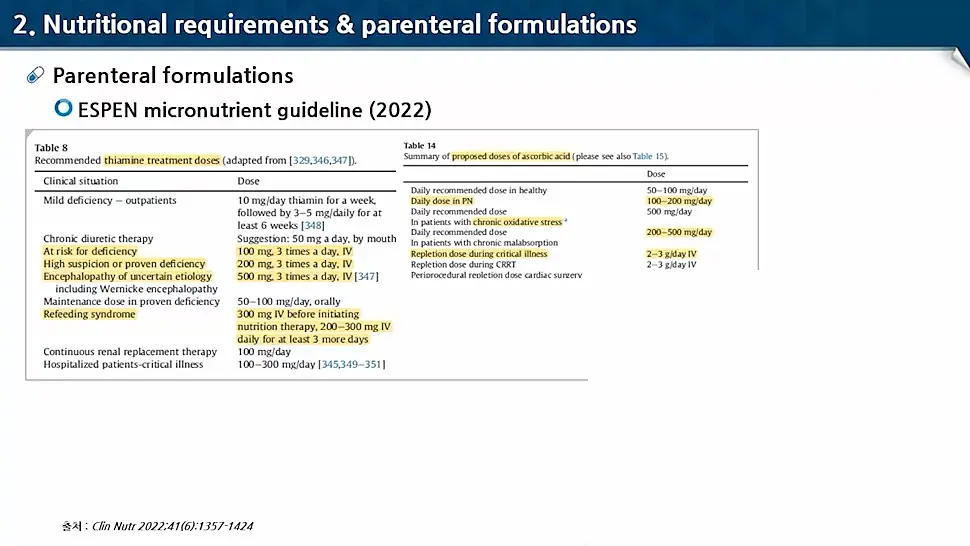 2. Nutritional requirements & parenteral formulations
Parenteral formulations
ESPEN micronutrient guideline (2022)
Table 8
Recommended thiamine treatment doses (adapted from [329,346,347]).
Clinical situation Dose
Mild deficiency – outpatients 10 mg/day thiamin for a week,
followed by 3–5 mg/daily for at
least 6 weeks [348]
Chronic diuretic therapy Suggestion: 50 mg a day, by mouth
At risk for deficiency 100 mg, 3 times a day, IV
High suspicion or proven deficiency 200 mg, 3 times a day, IV
Encephalopathy of uncertain etiology 500 mg, 3 times a day, IV [347]
including Wernicke encephalopathy
Maintenance dose in proven deficiency 50–100 mg/day, orally
Refeeding syndrome 300 mg IV before initiating
nutrition therapy, 200–300 mg IV
daily for at least 3 more days
Continuous renal replacement therapy 100 mg/day
Hospitalized patients-critical illness 100–300 mg/day [345,349–351]
Table 14
Summary of proposed doses of ascorbic acid (please see also Table 15).
Dose
Daily recommended dose in healthy 50–100 mg/day
Daily dose in PN 100–200 mg/day
Daily recommended dose 500 mg/day
In patients with chronic oxidative stress
Daily recommended dose 200–500 mg/day
In patients with chronic malabsorption
Repletion dose during critical illness 2–3 g/day IV
Repletion dose during CRRT 2–3 g/day IV
Periprocedural repletion dose cardiac surgery
출처 : Clin Nutr 2022;41(6):1357-1424